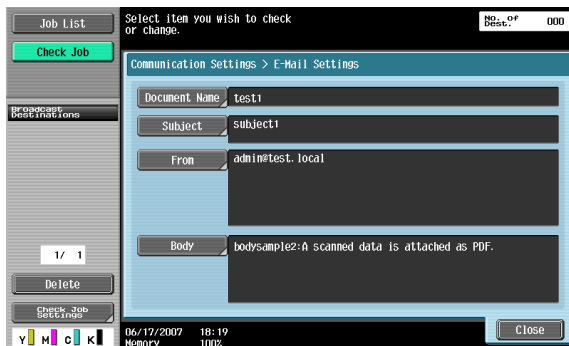 Job List
Check Job
Broadcast
Destinations
1/ 1
Delete
Check Job
Settings
Y M C K
Select item you wish to check
or change.
No. of
Dest. 000
Communication Settings > E-Mail Settings
Document Name test1
Subject subject1
From admin@test.local
Body bodysample2:A scanned data is attached as PDF.
Close
06/17/2007 18:19
Memory 100%